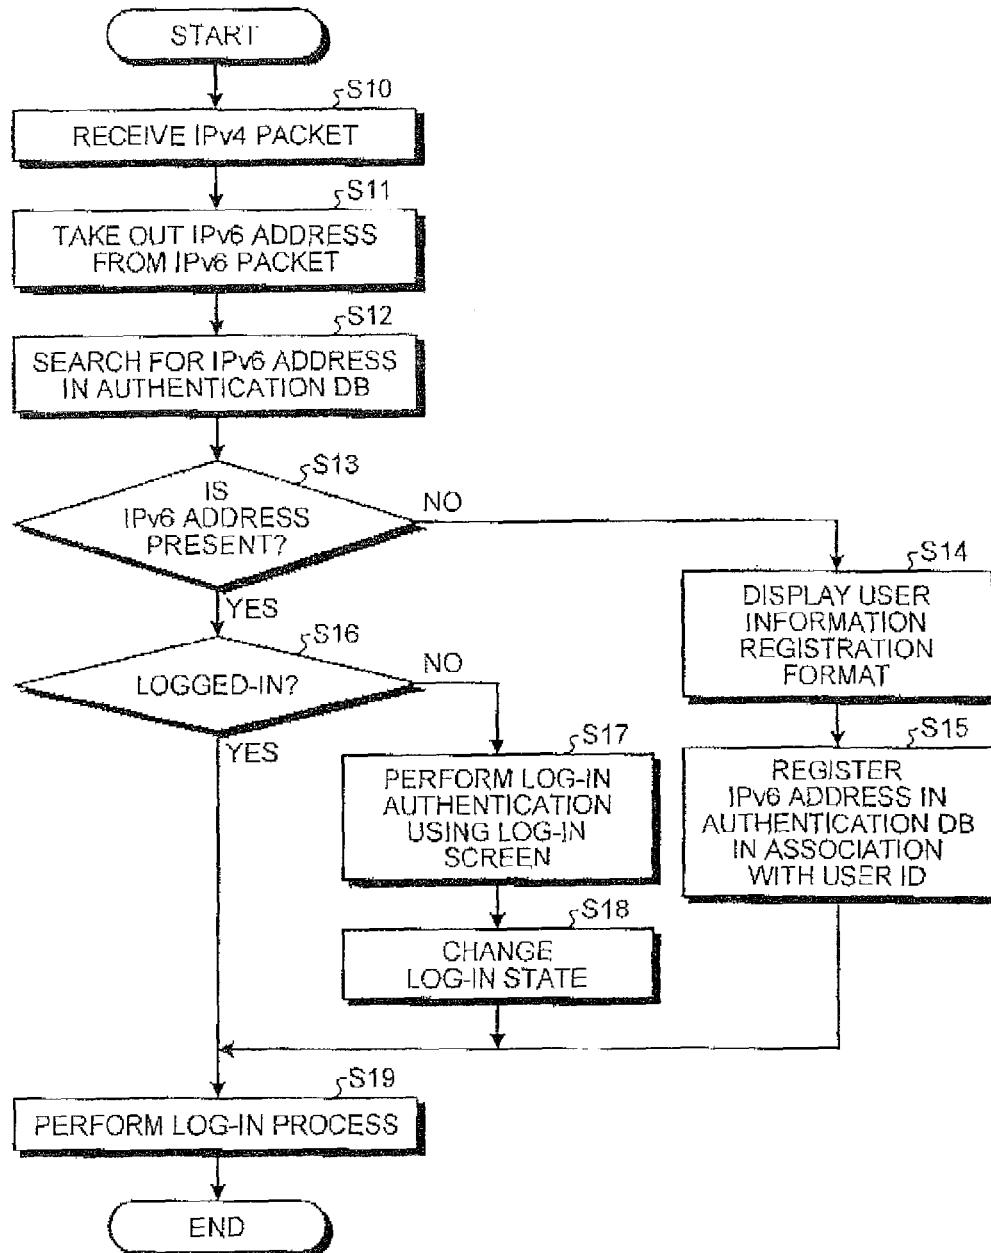 START
S10
RECEIVE IPv4 PACKET
S11
TAKE OUT IPv6 ADDRESS
FROM IPv6 PACKET
S12
SEARCH FOR IPv6 ADDRESS
IN AUTHENTICATION DB
S13
IS
IPv6 ADDRESS
PRESENT?
NO
YES
S14
DISPLAY USER
INFORMATION
REGISTRATION
FORMAT
S16
LOGGED-IN?
NO
YES
S15
REGISTER
IPv6 ADDRESS IN
AUTHENTICATION DB
IN ASSOCIATION
WITH USER ID
S17
PERFORM LOG-IN
AUTHENTICATION
USING LOG-IN
SCREEN
S18
CHANGE
LOG-IN STATE
S19
PERFORM LOG-IN PROCESS
END